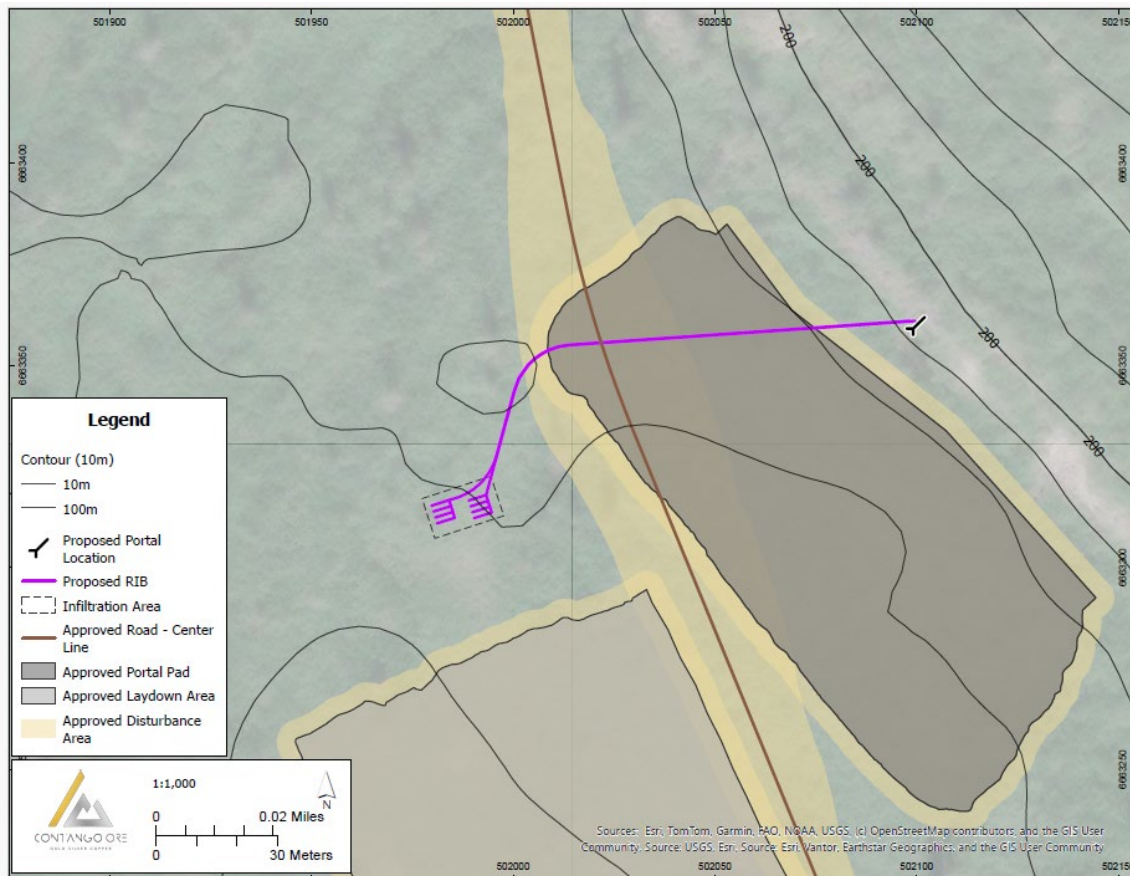 501900
501950
502000
502050
502100
50215
200
6663400
6663400
200
200
6663350
6663350
200
Legend
Contour (10m)
10m
100m
Proposed Portal
Location
Proposed RIB
Infiltration Area
Approved Road - Center
Line
Approved Portal Pad
Approved Laydown Area
Approved Disturbance
Area
6663300
6663250
1:1,000
0 0.02 Miles
0 30 Meters
N
CONTANGO ORE
GOLD SILVER COPPER
Sources: Esri, TomTom, Garmin, FAO, NOAA, USGS, (c) OpenStreetMap contributors, and the GIS User
Community, Source: USGS, Esri, Source: Esri, Vantor, Earthstar Geographics, and the GIS User Community
502000
502050
502100
50215